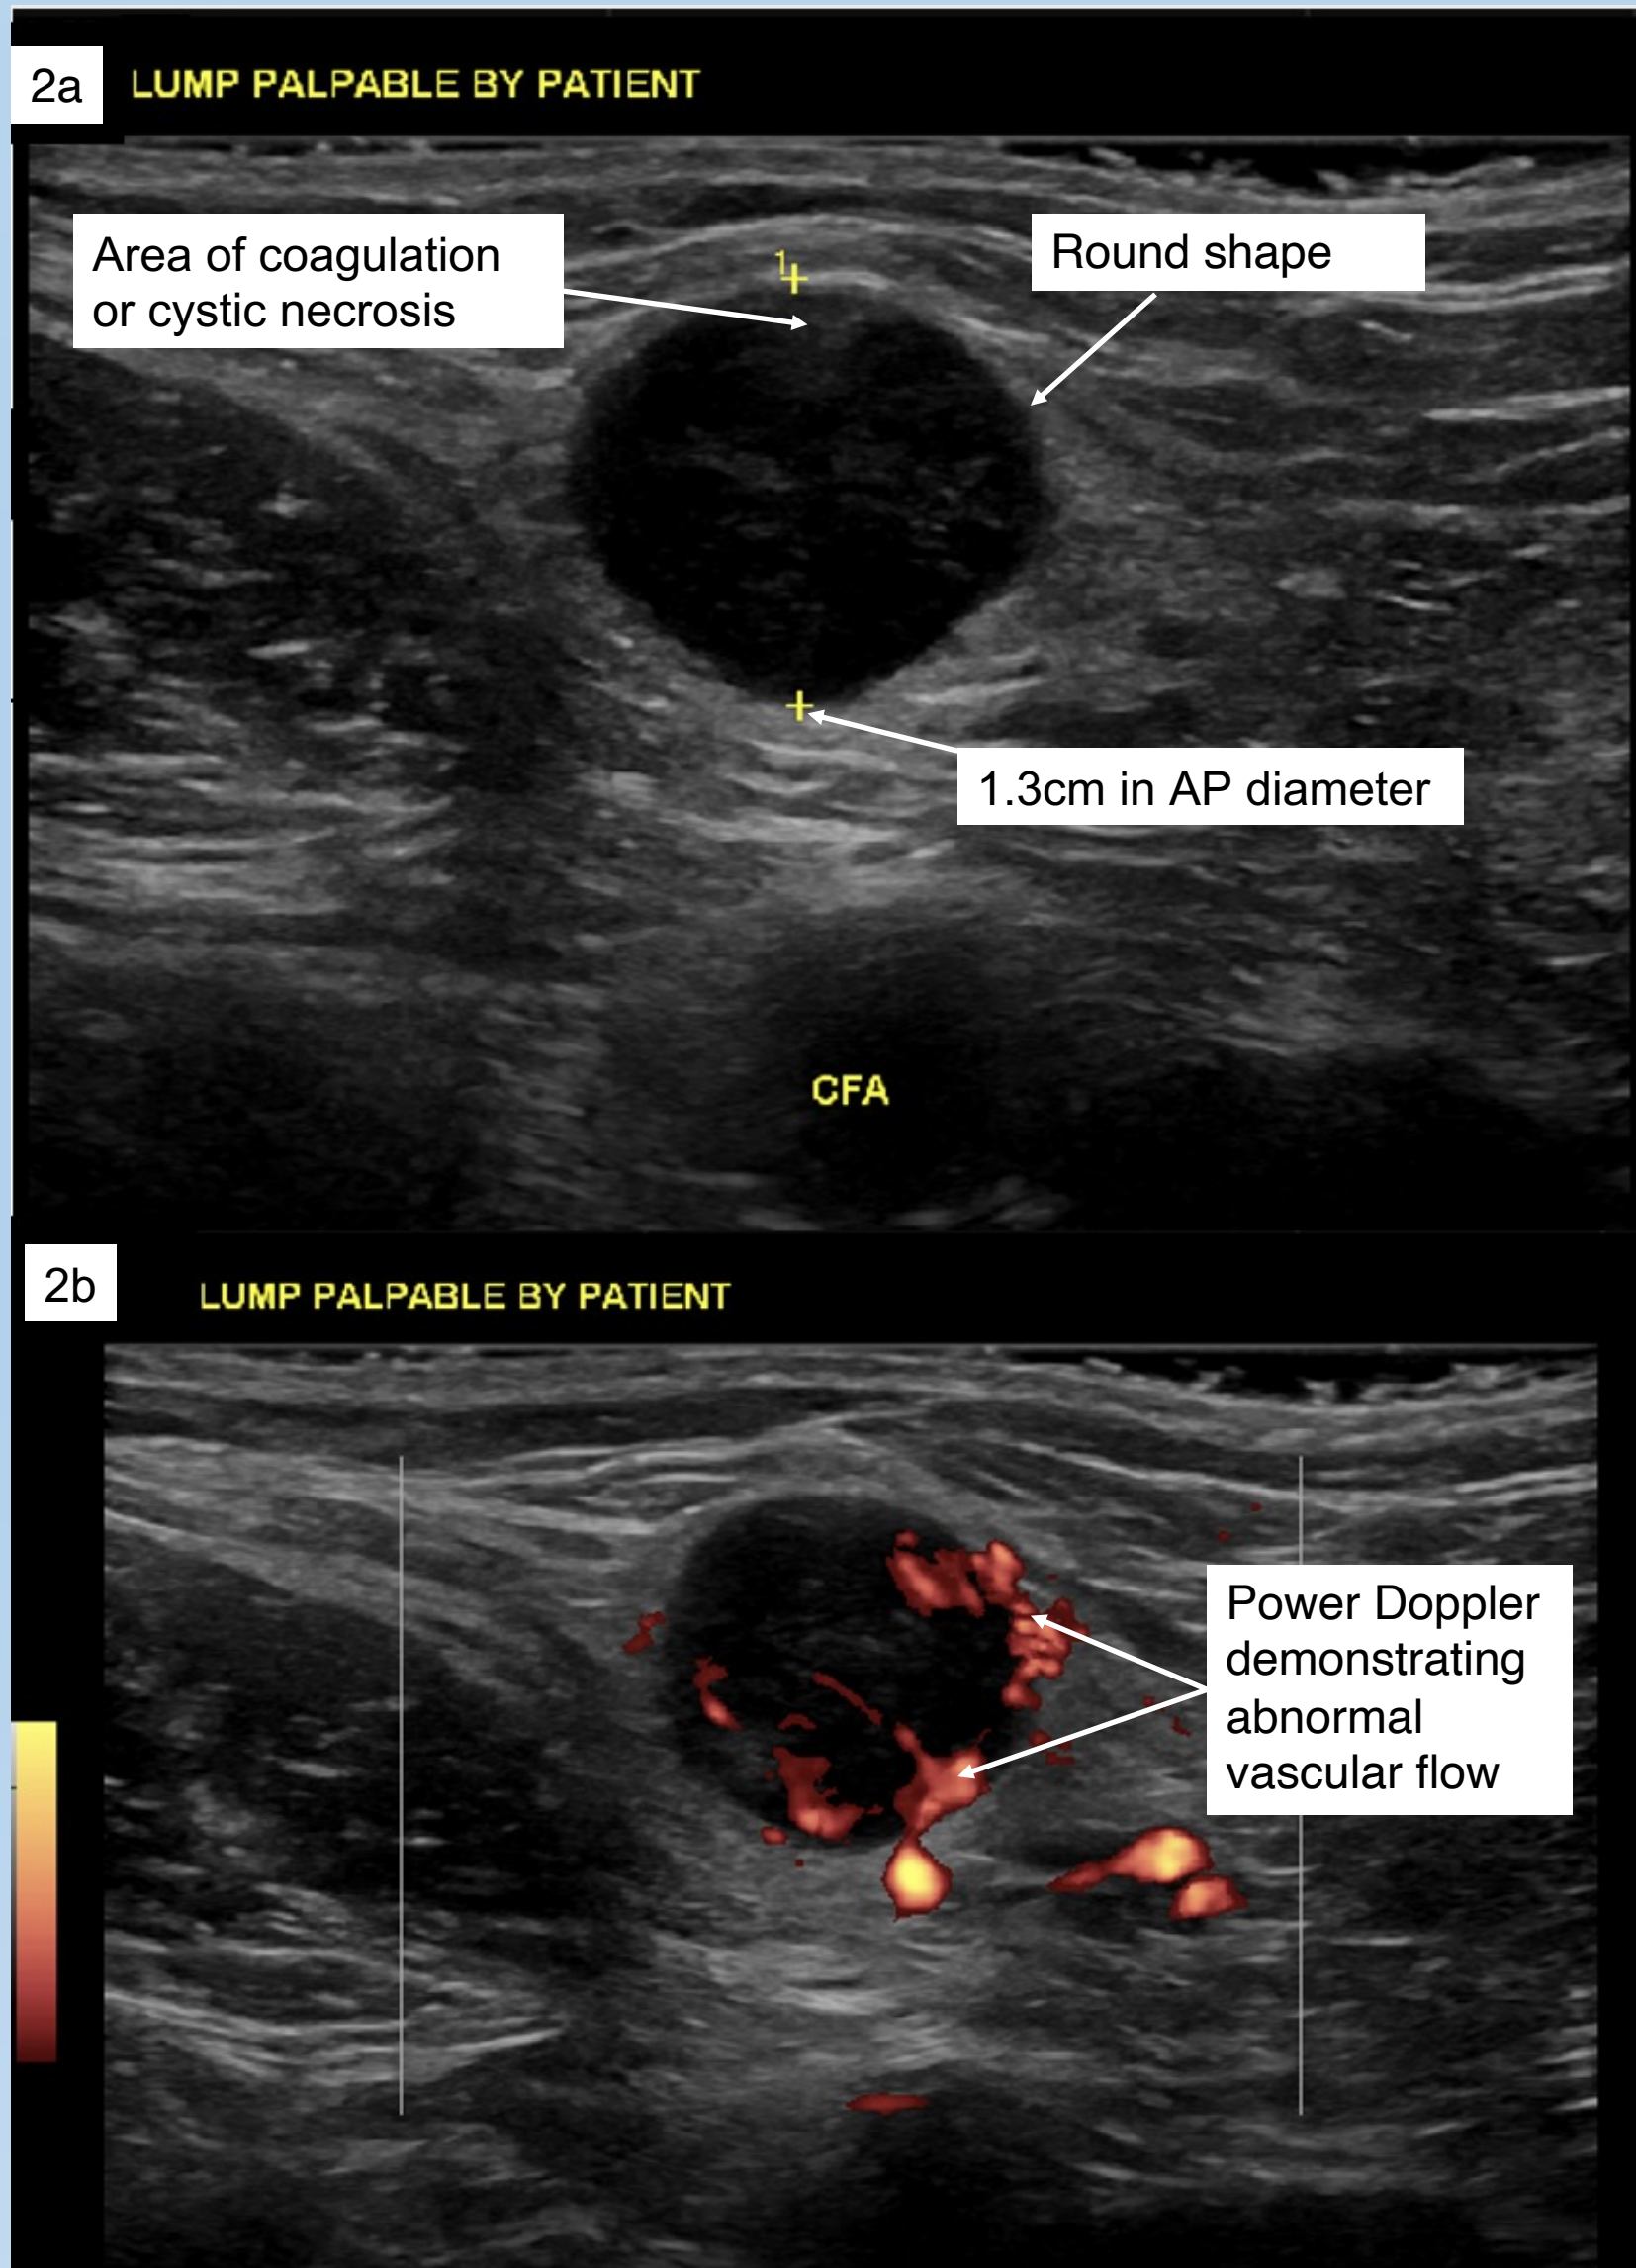 2a
LUMP PALPABLE BY PATIENT
Area of coagulation
or cystic necrosis
Round shape
1
1.3cm in AP diameter
CFA
2b
LUMP PALPABLE BY PATIENT
Power Doppler
demonstrating
abnormal
vascular flow